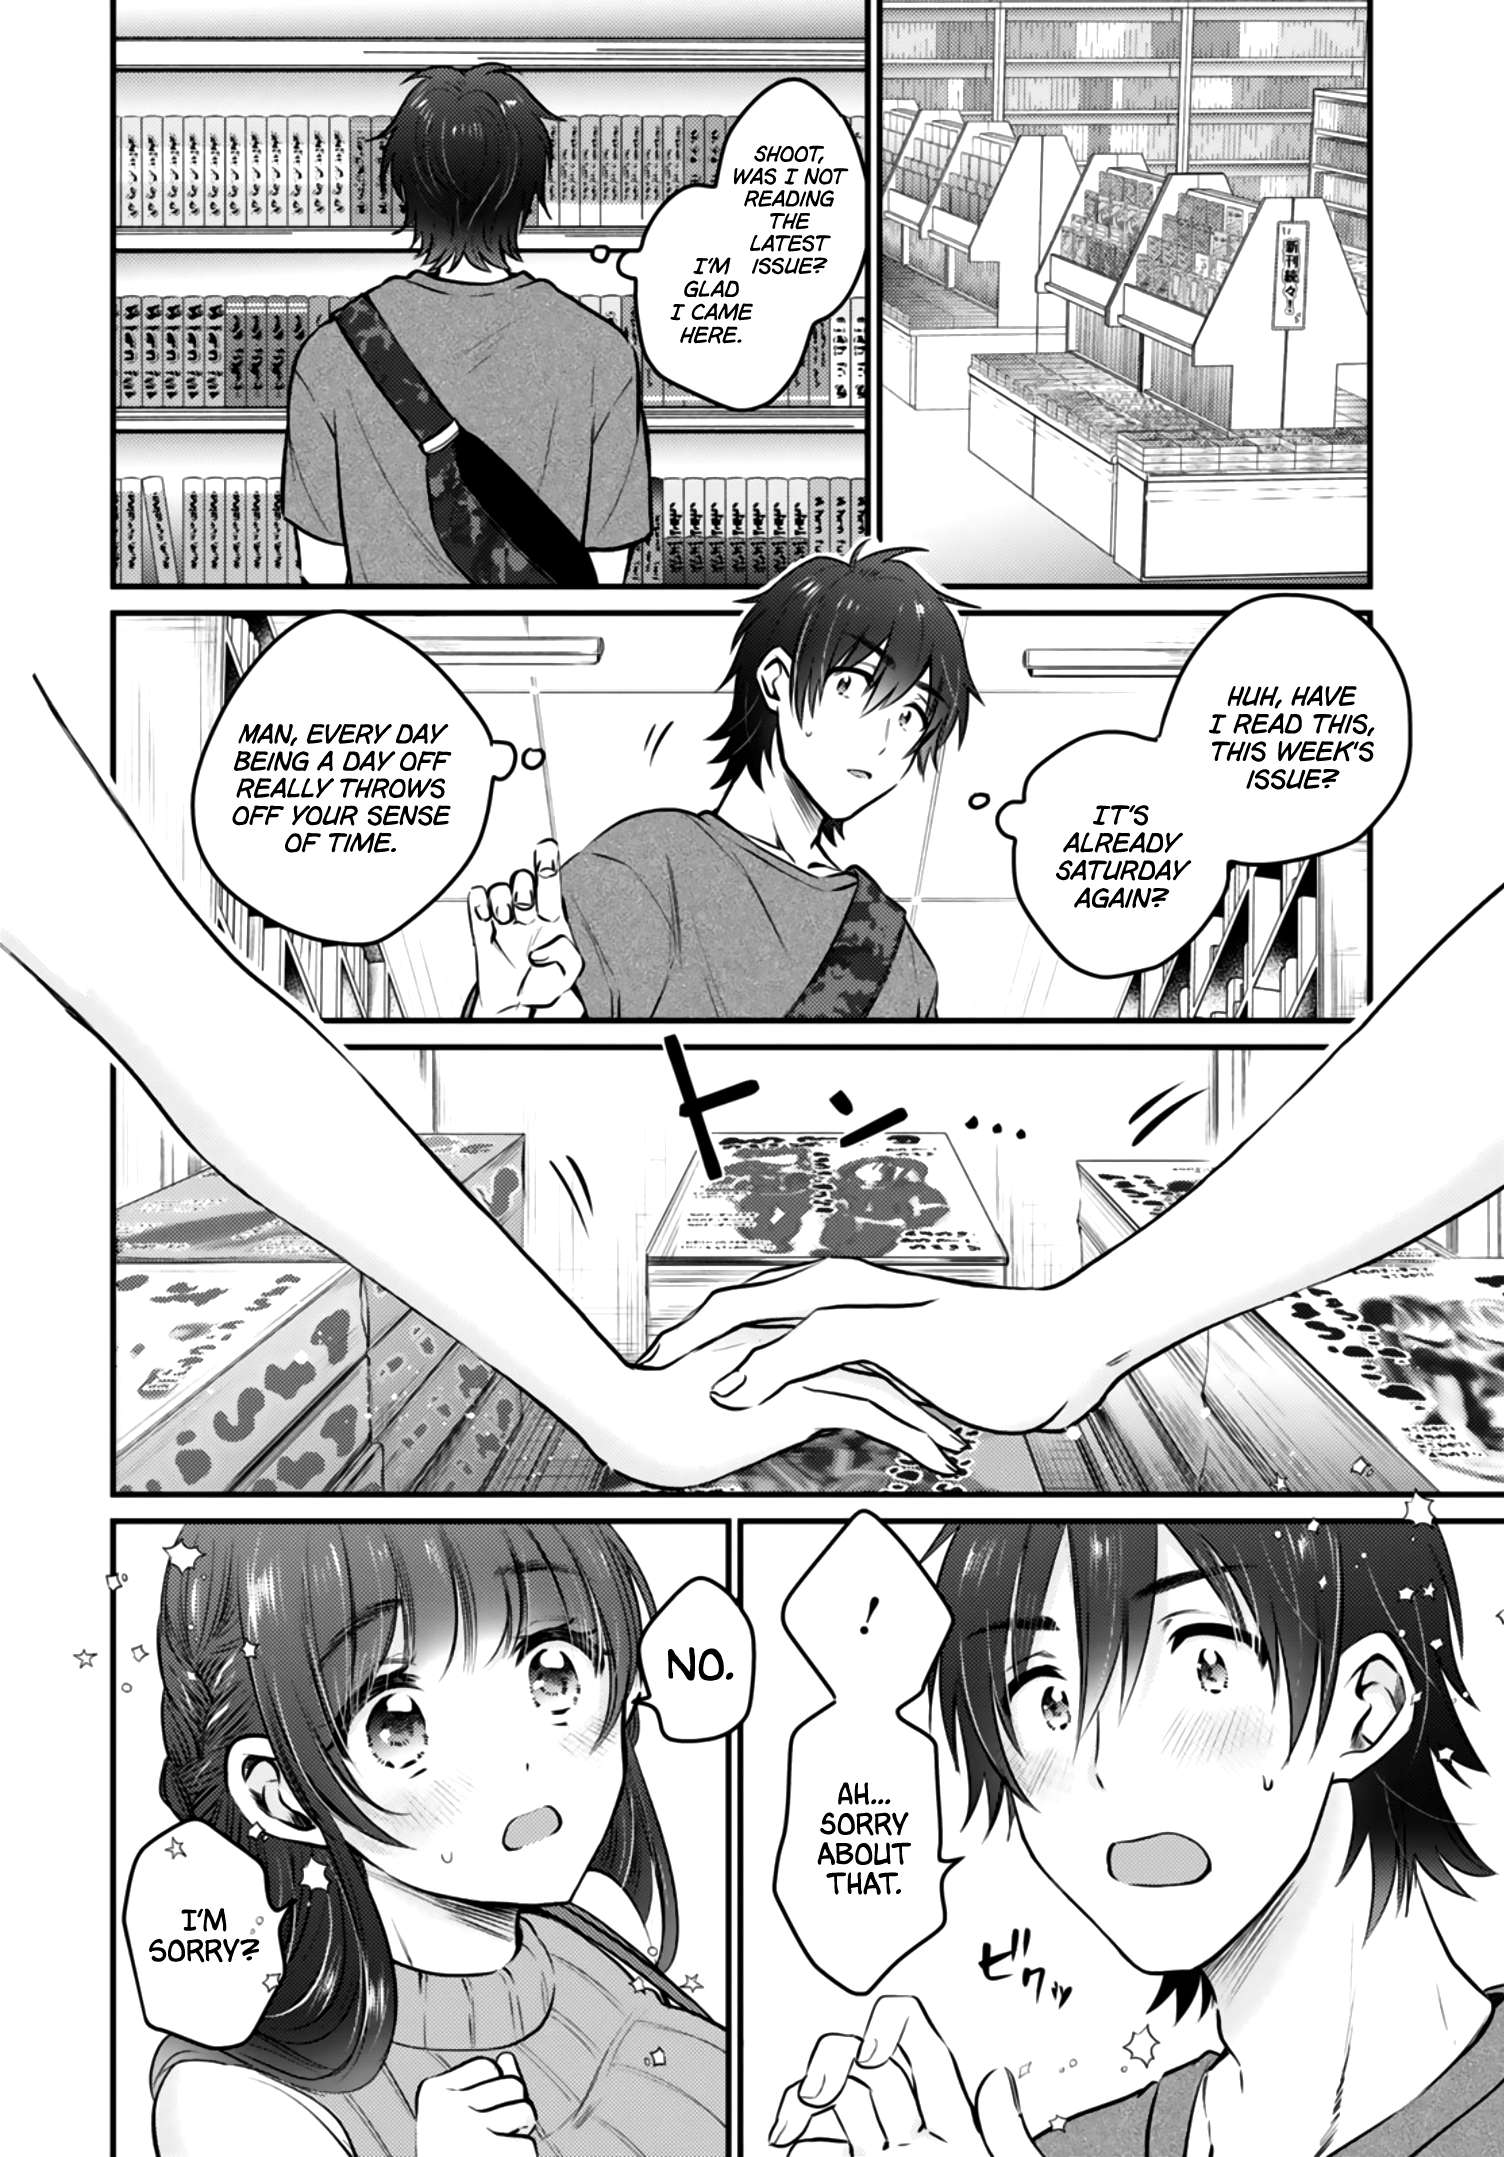 新刊続々!
SHOOT,
WAS I NOT
READING
THE
LATEST
ISSUE?
I'M
GLAD
I CAME
HERE.
HUH, HAVE
I READ THIS,
THIS WEEK'S
ISSUE?
IT'S
ALREADY
SATURDAY
AGAIN?
MAN, EVERY DAY
BEING A DAY OFF
REALLY THROWS
OFF YOUR SENSE
OF TIME.
トン...
!
AH...
SORRY
ABOUT
THAT.
ビクッ
NO.
I'M
SORRY?